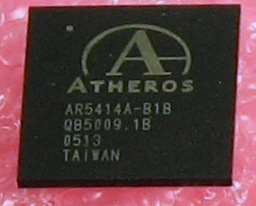 ATHEROS
AR5414A-B1B
QB5009.1B
0513
TAIWAN